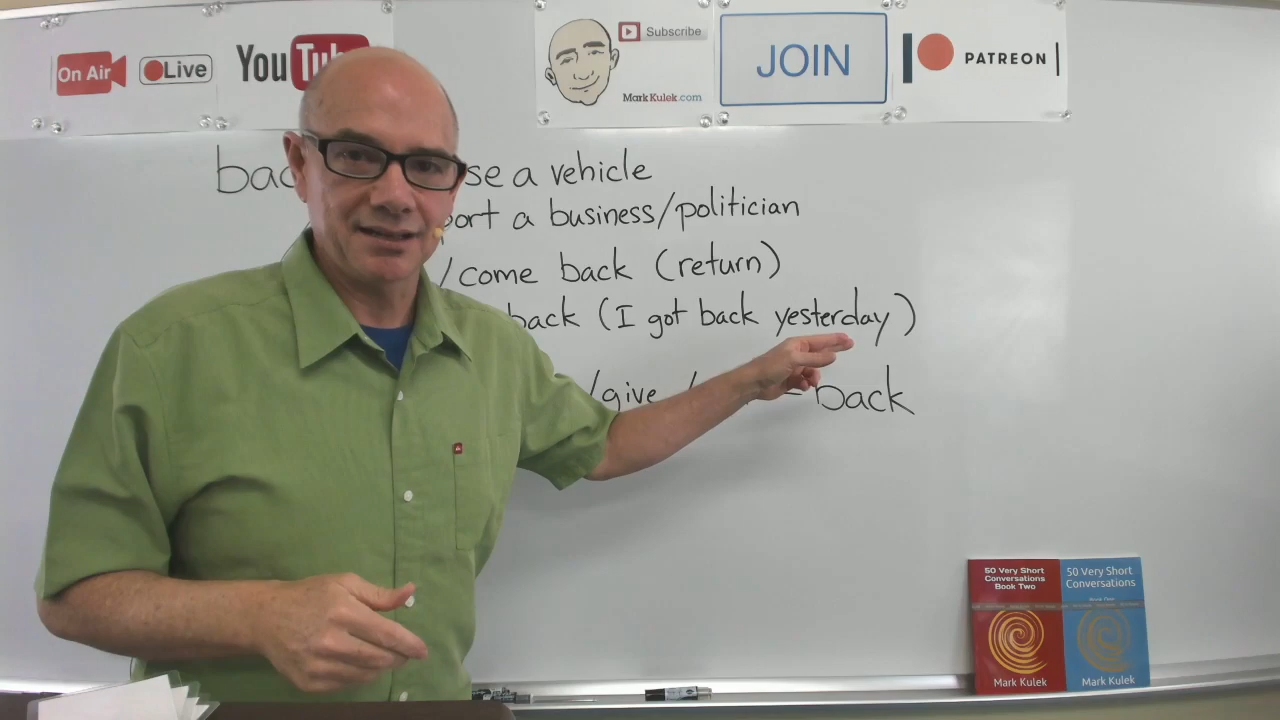 On Air Live YouTu
Subscribe
MarkKulek.com
JOIN
PATREON
bac se a vehicle
port a business/politician
/come back (return)
back (I got back yesterday)
/give / back
50 Very Short
Conversations
Book Two
Mark Kulek
50 Very Short
Conversations
Mark Kulek